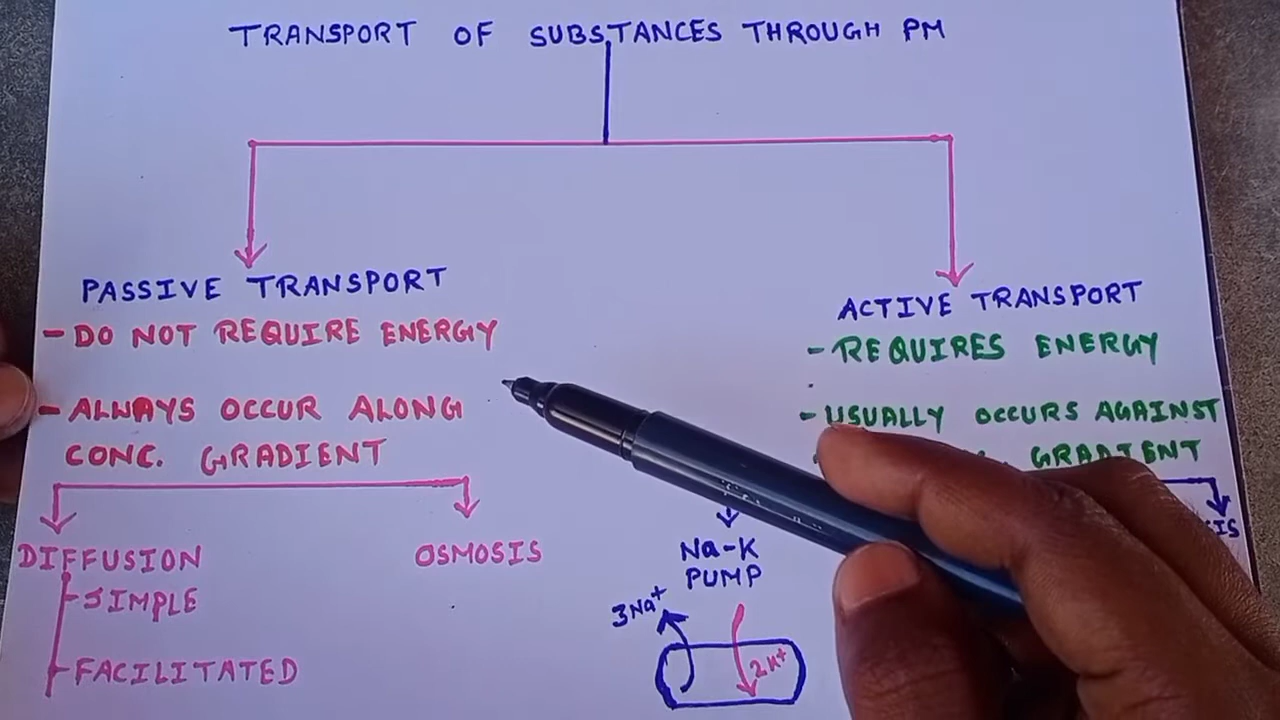 TRANSPORT OF SUBSTANCES THROUGH PM
PASSIVE TRANSPORT
- DO NOT REQUIRE ENERGY
- ALWAYS OCCUR ALONG
CONC. GRADIENT
DIFFUSION
- SIMPLE
- FACILITATED
OSMOSIS
ACTIVE TRANSPORT
- REQUIRES ENERGY
- USUALLY OCCURS AGAINST
GRADIENT
Na-K
PUMP
3Na+
2K+